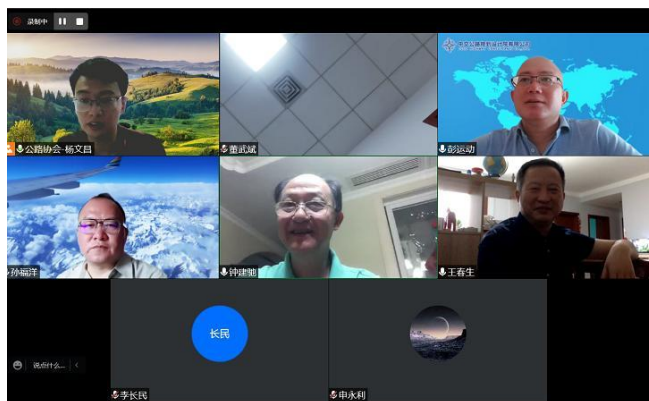 录制中
公路协会-杨文昌
董武斌
彭运动
孙福洋
钟建驰
王春生
长民
说点什么...
李长民
申永利